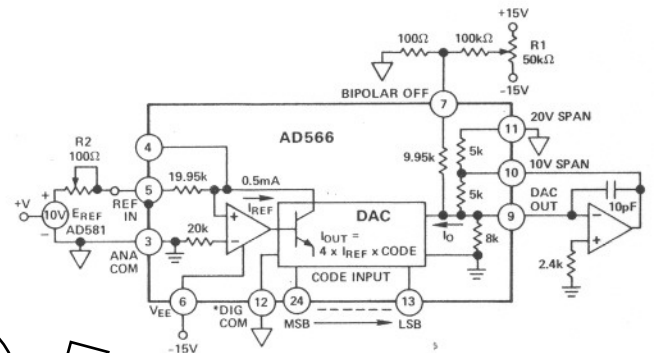 +15V
100Ω
100kΩ
R1
50kΩ
-15V
BIPOLAR OFF
7
20V SPAN
11
AD566
4
9.95k
5k
10V SPAN
10
R2
100Ω
19.95k
0.5mA
5k
DAC
OUT
5
REF
IN
+V
10V
+
-
EREF
AD581
IREF
DAC
9
10pF
+
-
IOUT =
4 x IREF x CODE
IO
8k
-
+
3
20k
ANA
COM
CODE INPUT
2.4k
VEE
6
*DIG
COM
12
24
13
MSB
LSB
-15V